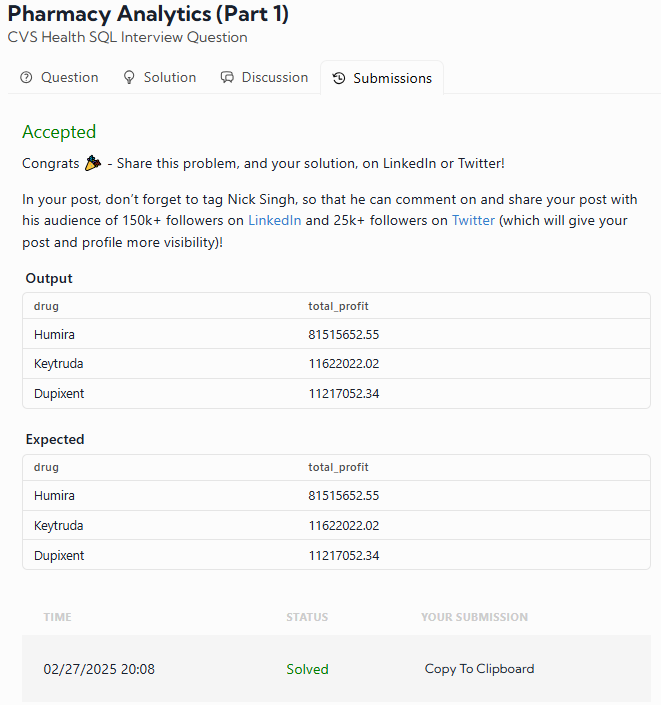 Pharmacy Analytics (Part 1)
CVS Health SQL Interview Question
Question Solution Discussion Submissions
Accepted
Congrats 🎉 - Share this problem, and your solution, on LinkedIn or Twitter!
In your post, don't forget to tag Nick Singh, so that he can comment on and share your post with
his audience of 150k+ followers on LinkedIn and 25k+ followers on Twitter (which will give your
post and profile more visibility)!
Output
drug total_profit
Humira 81515652.55
Keytruda 11622022.02
Dupixent 11217052.34
Expected
drug total_profit
Humira 81515652.55
Keytruda 11622022.02
Dupixent 11217052.34
TIME STATUS YOUR SUBMISSION
02/27/2025 20:08 Solved Copy To Clipboard